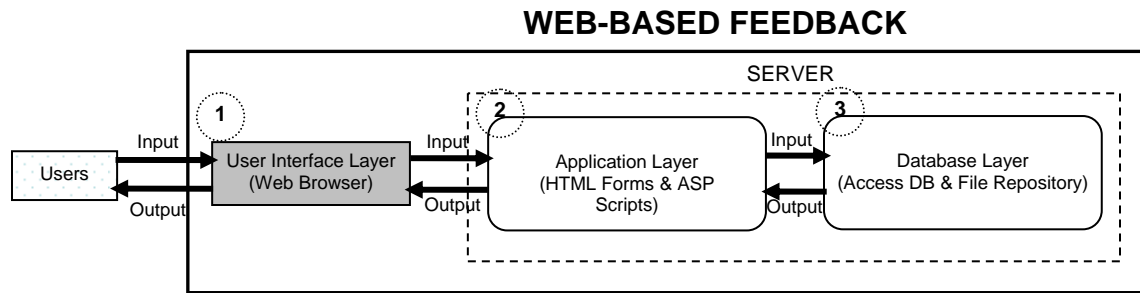 WEB-BASED FEEDBACK
SERVER
1
2
3
Input
Input
Input
Users
User Interface Layer
(Web Browser)
Application Layer
(HTML Forms & ASP
Scripts)
Database Layer
(Access DB & File Repository)
Output
Output
Output